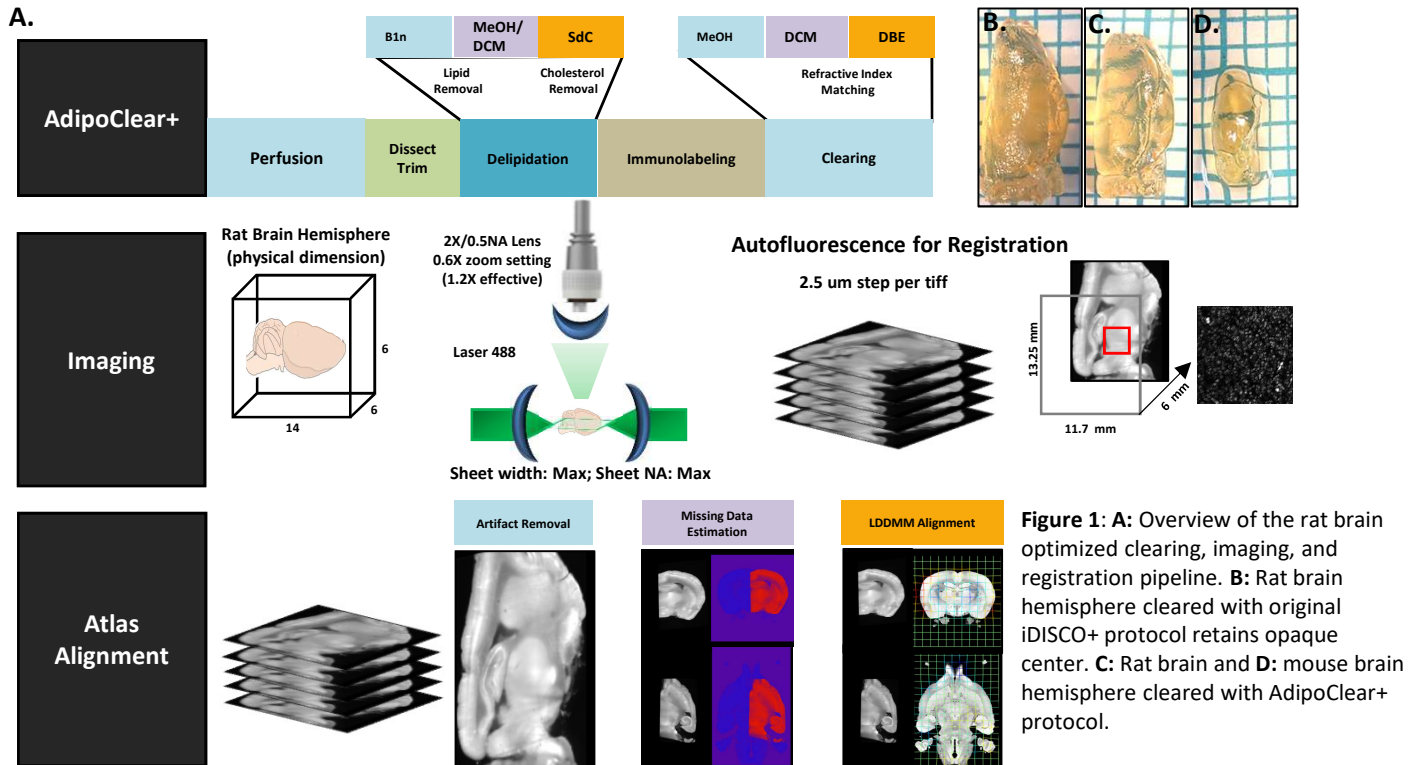 A.
B1n
MeOH/
DCM
SdC
MeOH
DCM
DBE
Lipid
Removal
Cholesterol
Removal
Refractive Index
Matching
AdipoClear+
Perfusion
Dissect
Trim
Delipidation
Immunolabeling
Clearing
B.
C.
D.
Imaging
Rat Brain Hemisphere
(physical dimension)
6
6
14
2X/0.5NA Lens
0.6X zoom setting
(1.2X effective)
Laser 488
Sheet width: Max; Sheet NA: Max
Autofluorescence for Registration
2.5 um step per tiff
13.25 mm
6 mm
11.7 mm
Atlas
Alignment
Artifact Removal
Missing Data
Estimation
LDDMM Alignment
Figure 1: A: Overview of the rat brain
optimized clearing, imaging, and
registration pipeline. B: Rat brain
hemisphere cleared with original
iDISCO+ protocol retains opaque
center. C: Rat brain and D: mouse brain
hemisphere cleared with AdipoClear+
protocol.